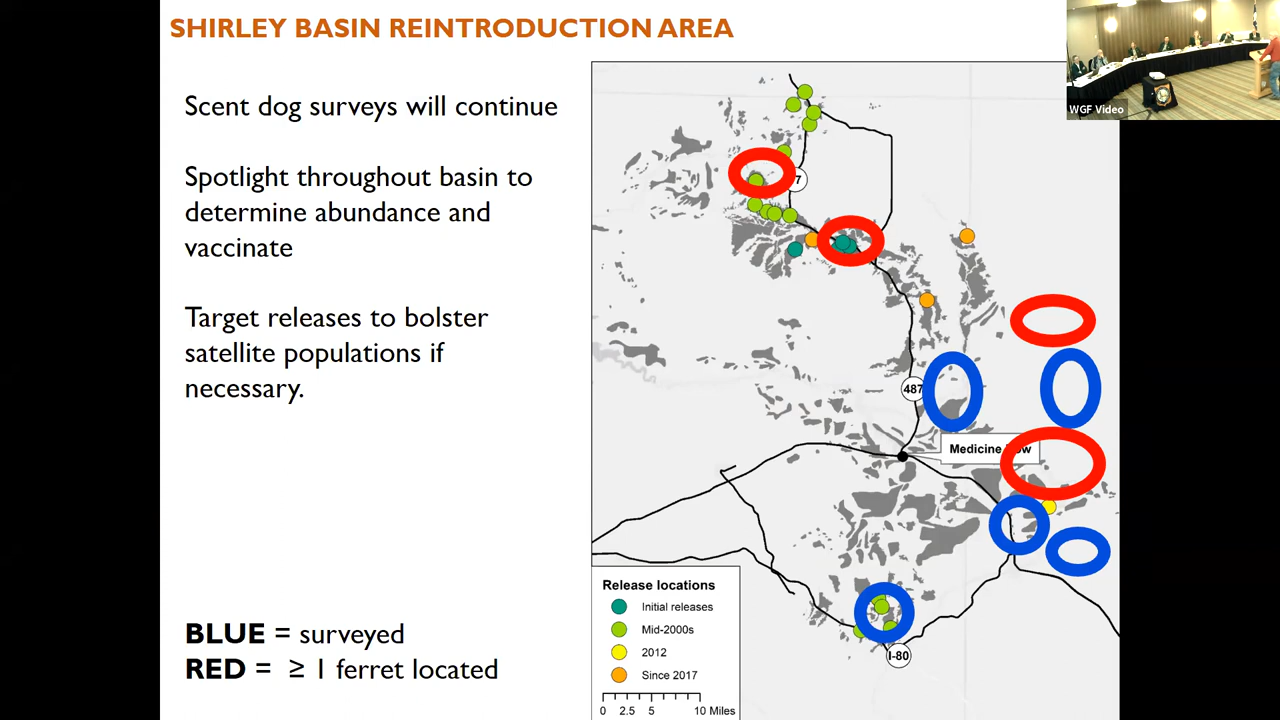 SHIRLEY BASIN REINTRODUCTION AREA
Scent dog surveys will continue
Spotlight throughout basin to
determine abundance and
vaccinate
Target releases to bolster
satellite populations if
necessary.
BLUE = surveyed
RED = ≥ 1 ferret located
WGF Video
7
487
Medicine ow
I-80
Release locations
Initial releases
Mid-2000s
2012
Since 2017
0 2.5 5 10 Miles